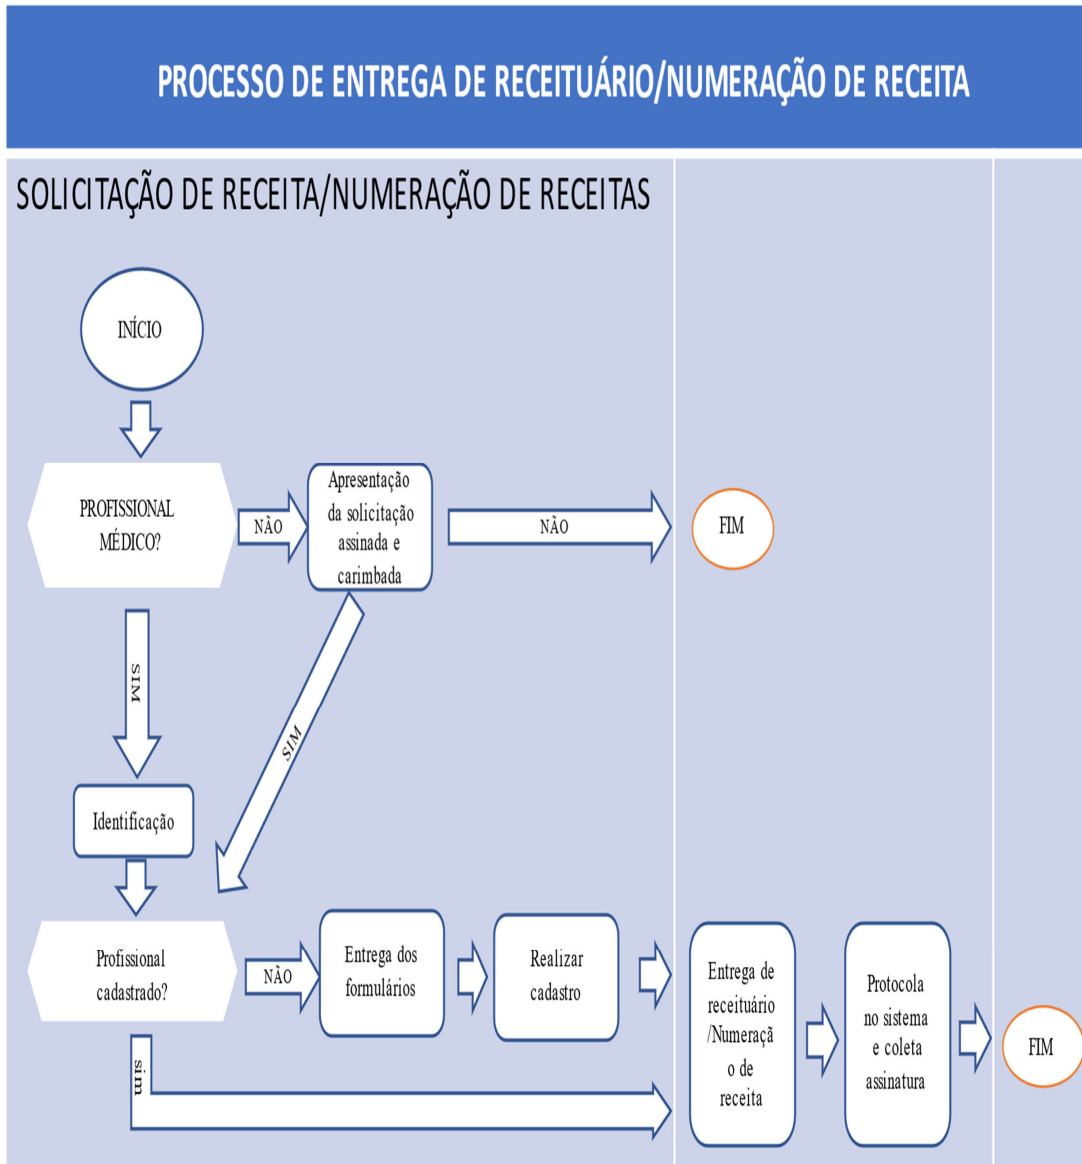 PROCESSO DE ENTREGA DE RECEITUÁRIO/NUMERAÇÃO DE RECEITA
SOLICITAÇÃO DE RECEITA/NUMERAÇÃO DE RECEITAS
INÍCIO
PROFISSIONAL
MÉDICO?
NÃO
Apresentação
da solicitação
assinada e
carimbada
NÃO
FIM
SIM
SIM
Identificação
Profissional
cadastrado?
NÃO
Entrega dos
formulários
Realizar
cadastro
Entrega de
receituário
/Numeraçã
o de
receita
Protocola
no sistema
e coleta
assinatura
FIM
sim